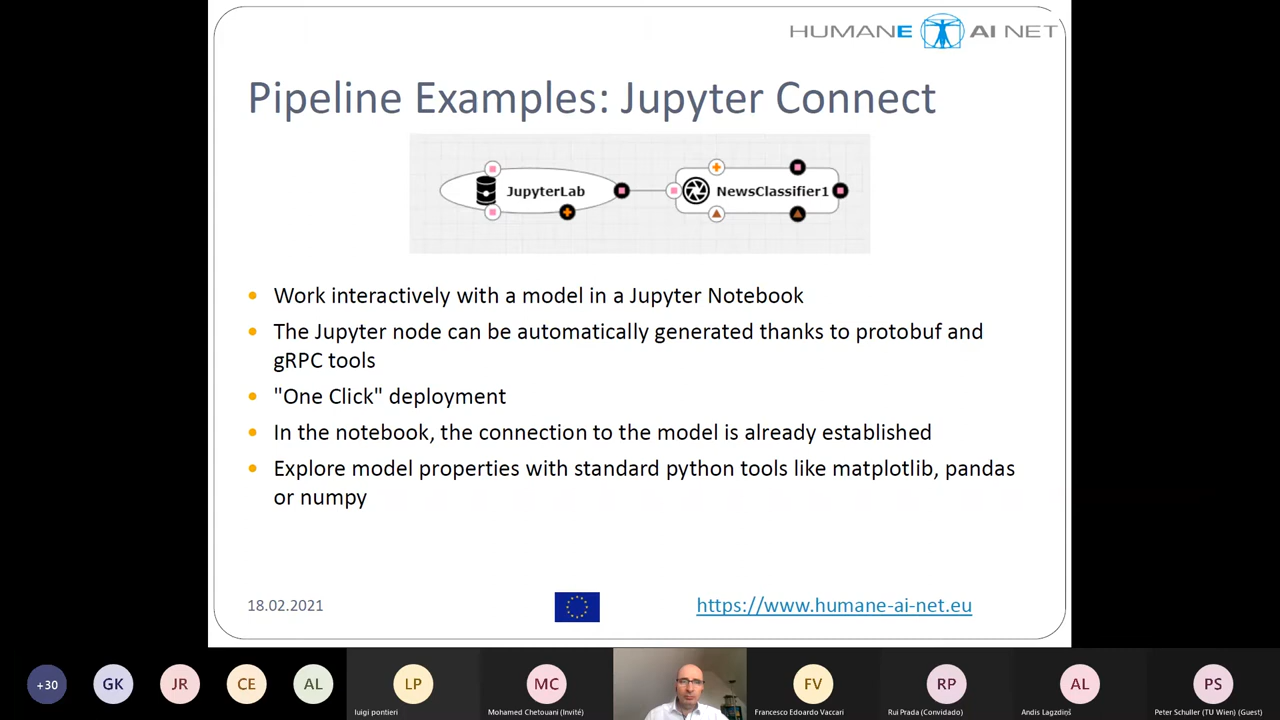 HUMANE AI NET
Pipeline Examples: Jupyter Connect
JupyterLab
NewsClassifier1
Work interactively with a model in a Jupyter Notebook
The Jupyter node can be automatically generated thanks to protobuf and
gRPC tools
"One Click" deployment
In the notebook, the connection to the model is already established
Explore model properties with standard python tools like matplotlib, pandas
or numpy
18.02.2021
https://www.humane-ai-net.eu
+30
GK
JR
CE
AL
LP
MC
FV
RP
AL
PS
luigi pontieri
Mohamed Chetouani (Invité)
Francesco Edoardo Vaccari
Rui Prada (Convidado)
Andis Lagzdiņš
Peter Schuller (TU Wien) (Guest)